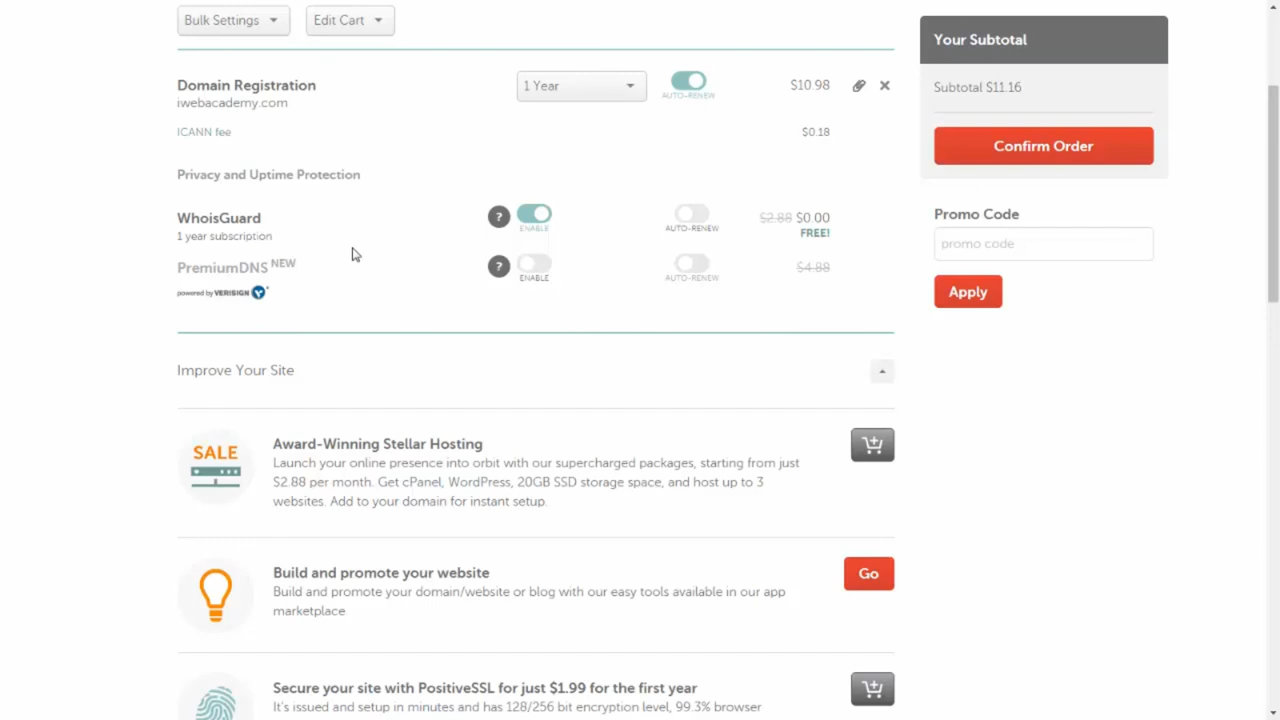 Bulk Settings
Edit Cart
Your Subtotal
Domain Registration
iwebacademy.com
1 Year
AUTO-RENEW
$10.98
Subtotal $11.16
ICANN fee
$0.18
Confirm Order
Privacy and Uptime Protection
WhoisGuard
1 year subscription
?
ENABLE
AUTO-RENEW
$2.88 $0.00
FREE!
Promo Code
promo code
PremiumDNS NEW
powered by VERISIGN
?
ENABLE
AUTO-RENEW
$4.88
Apply
Improve Your Site
SALE
Award-Winning Stellar Hosting
Launch your online presence into orbit with our supercharged packages, starting from just
$2.88 per month. Get cPanel, WordPress, 20GB SSD storage space, and host up to 3
websites. Add to your domain for instant setup.
Build and promote your website
Build and promote your domain/website or blog with our easy tools available in our app
marketplace
Go
Secure your site with PositiveSSL for just $1.99 for the first year
It's issued and setup in minutes and has 128/256 bit encryption level, 99.3% browser